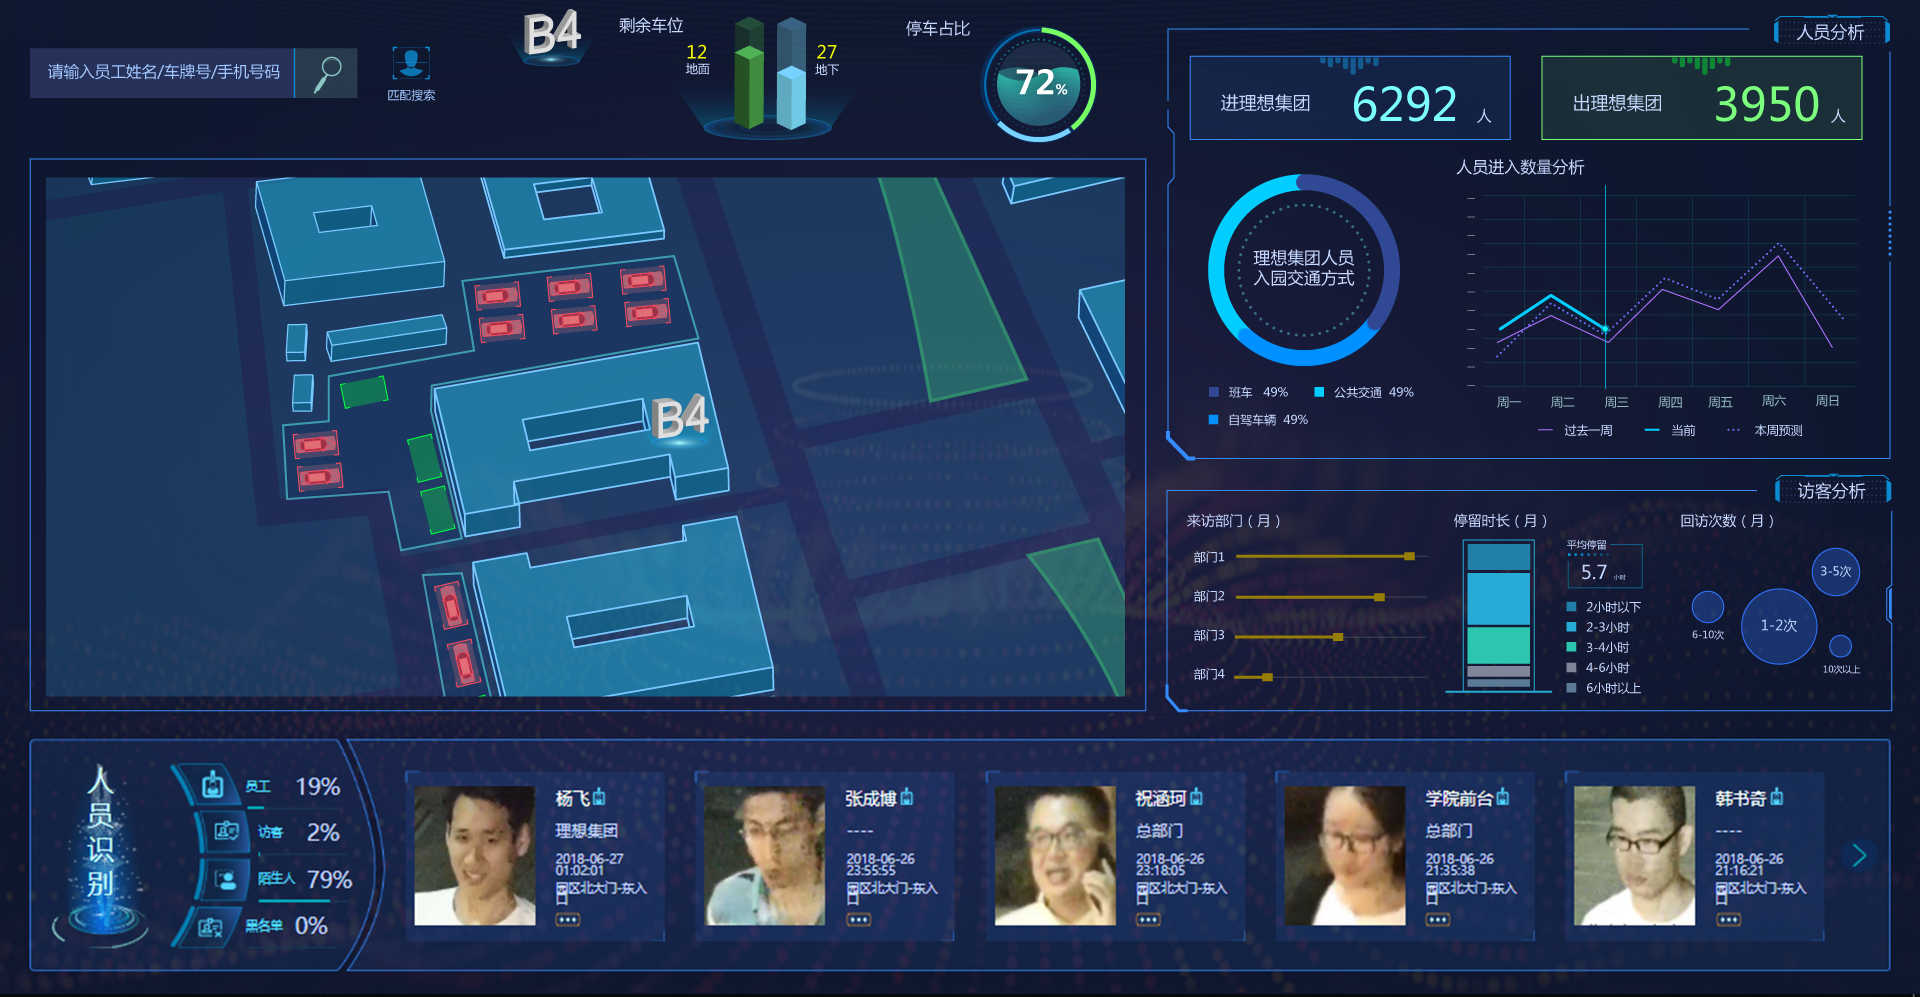 请输入员工姓名/车牌号/手机号码
匹配搜索
B4
剩余车位
12
地面
27
地下
停车占比
72%
B4
人员分析
进理想集团 6292 人
出理想集团 3950 人
人员进入数量分析
理想集团人员
入园交通方式
班车 49%
公共交通 49%
自驾车辆 49%
周一 周二 周三 周四 周五 周六 周日
过去一周 当前 本周预测
访客分析
来访部门（月）
部门1
部门2
部门3
部门4
停留时长（月）
平均停留
5.7 小时
2小时以下
2-3小时
3-4小时
4-6小时
6小时以上
回访次数（月）
3-5次
6-10次
1-2次
10次以上
人员识别
员工 19%
访客 2%
陌生人 79%
黑名单 0%
杨飞
理想集团
2018-06-27
01:02:01
园区北大门-东入
口
张成博
----
2018-06-26
23:55:55
园区北大门-东入
口
祝涵珂
总部门
2018-06-26
23:18:05
园区北大门-东入
口
学院前台
总部门
2018-06-26
21:35:38
园区北大门-东入
口
韩书奇
----
2018-06-26
21:16:21
园区北大门-东入
口